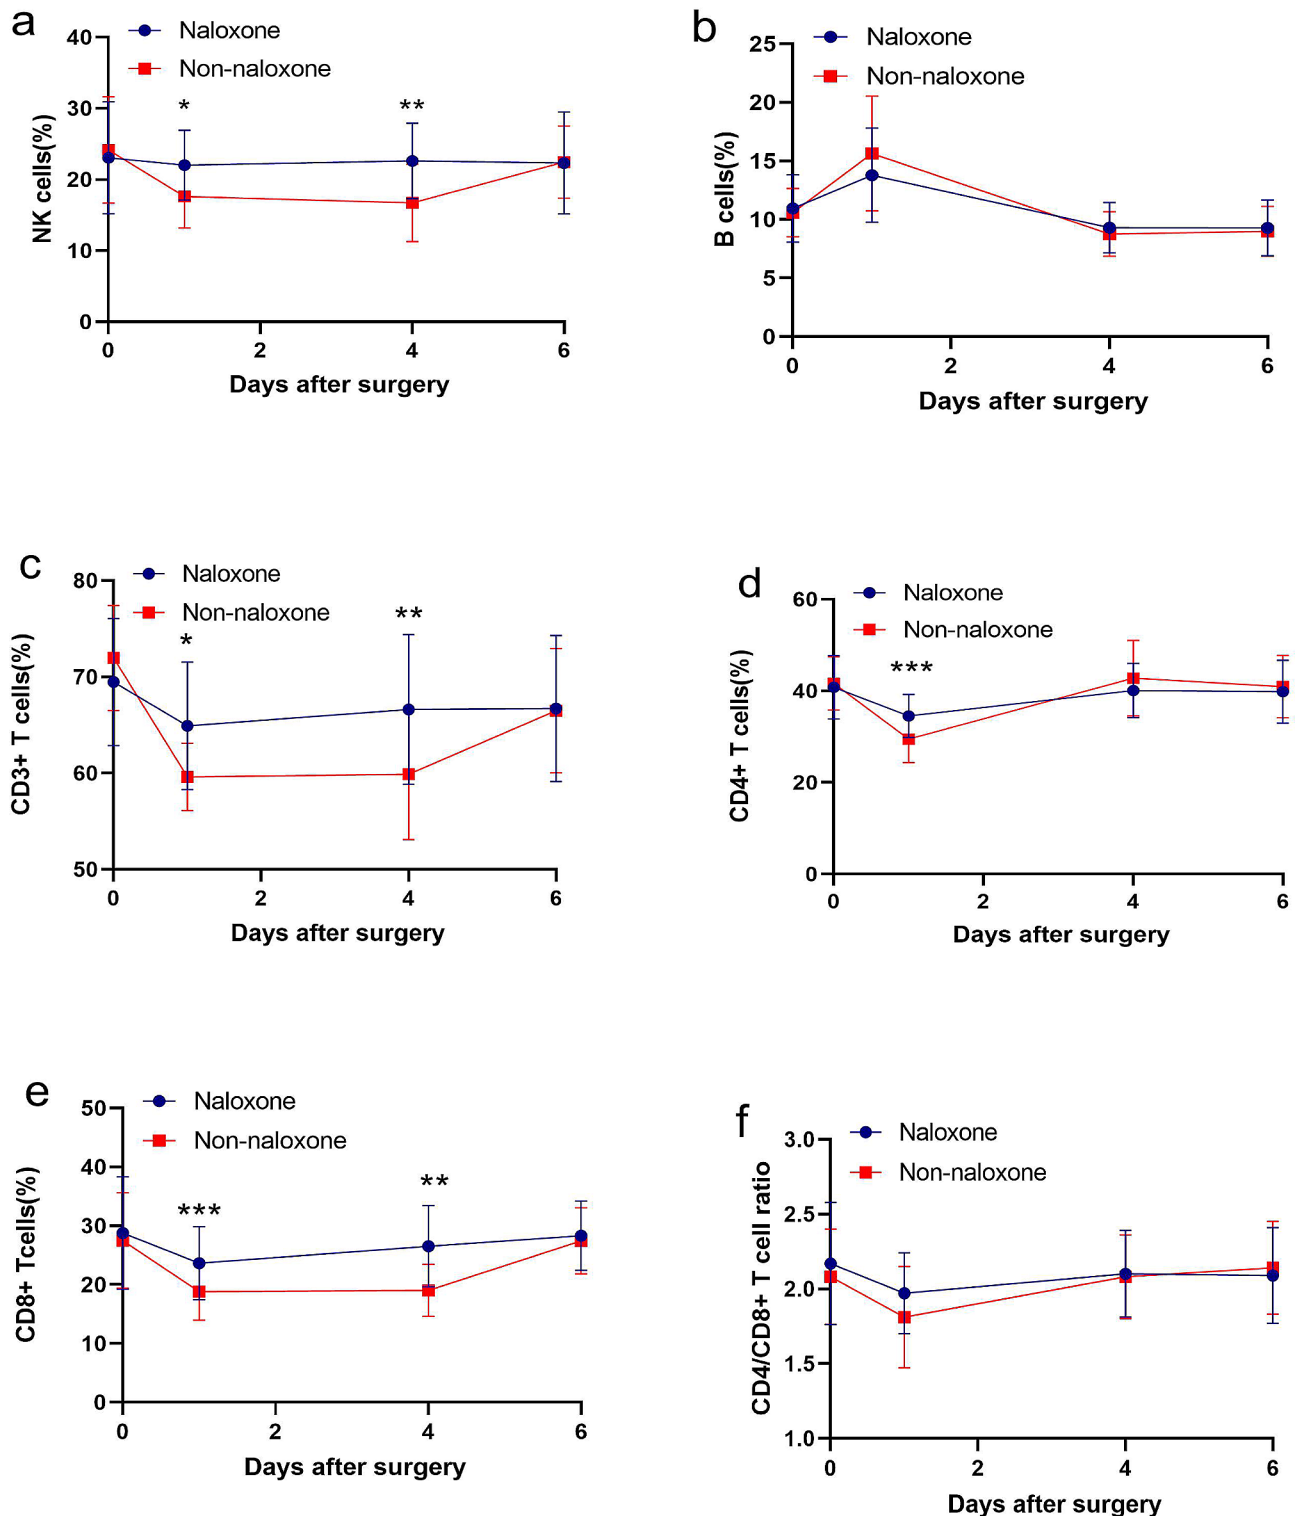 a
Naloxone
Non-naloxone
40
30
20
10
0
* **
NK cells(%)
0 2 4 6
Days after surgery
b
Naloxone
Non-naloxone
25
20
15
10
5
0
B cells(%)
0 2 4 6
Days after surgery
c
Naloxone
Non-naloxone
80
70
60
50
* **
CD3+ T cells(%)
0 2 4 6
Days after surgery
d
Naloxone
Non-naloxone
60
40
20
0
***
CD4+ T cells(%)
0 2 4 6
Days after surgery
e
Naloxone
Non-naloxone
50
40
30
20
10
0
*** **
CD8+ Tcells(%)
0 2 4 6
Days after surgery
f
Naloxone
Non-naloxone
3.0
2.5
2.0
1.5
1.0
CD4/CD8+ T cell ratio
0 2 4 6
Days after surgery